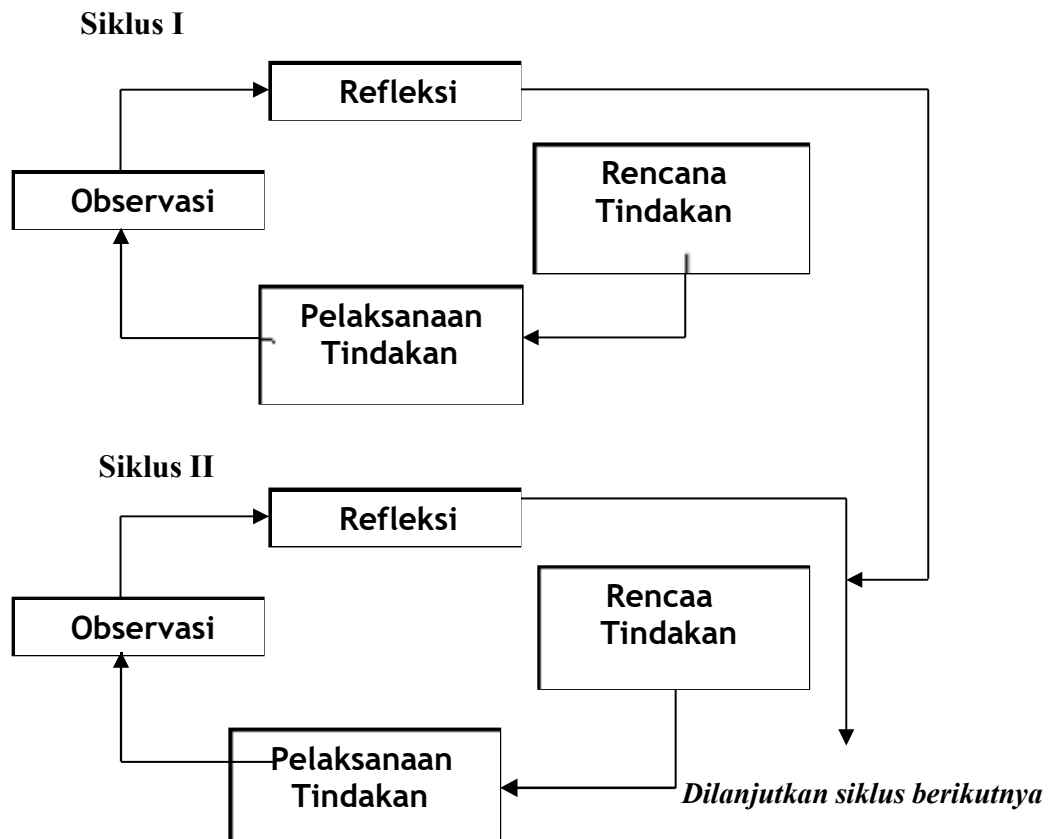 Siklus I
Refleksi
Rencana
Tindakan
Observasi
Pelaksanaan
Tindakan
Siklus II
Refleksi
Rencaa
Tindakan
Observasi
Pelaksanaan
Tindakan
Dilanjutkan siklus berikutnya